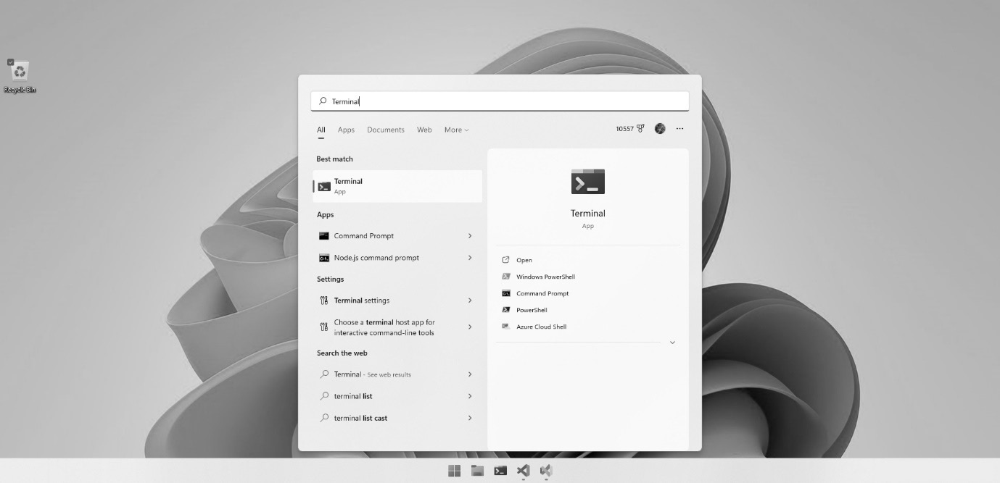 Recycle Bin
Terminal
All Apps Documents Web More
10557
Best match
Terminal
App
Apps
Command Prompt
Node.js command prompt
Settings
Terminal settings
Choose a terminal host app for
interactive command-line tools
Search the web
Terminal - See web results
terminal list
terminal list cast
Terminal
App
Open
Windows PowerShell
Command Prompt
PowerShell
Azure Cloud Shell